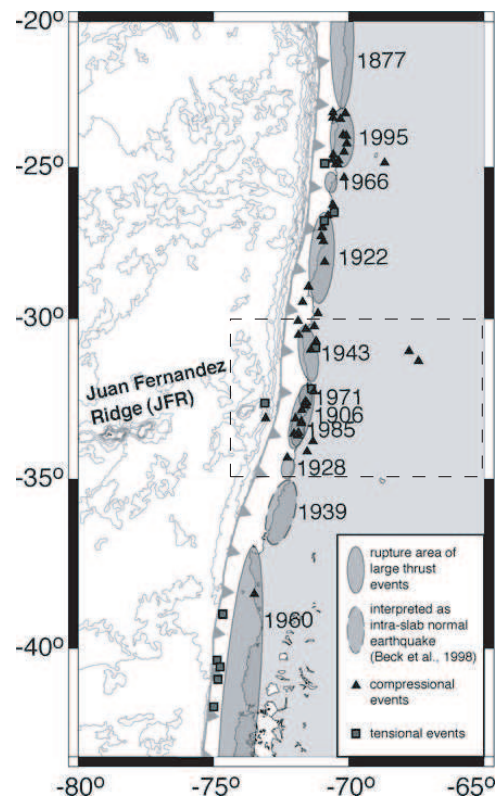 -20º
1877
1995
-25º
1966
1922
-30º
1943
Juan Fernandez
Ridge (JFR)
1971
1906
1985
-35º
1928
1939
rupture area of
large thrust
events
interpreted as
intra-slab normal
earthquake
(Beck et al., 1998)
-40º
1960
compressional
events
tensional events
-80º -75º -70º -65º